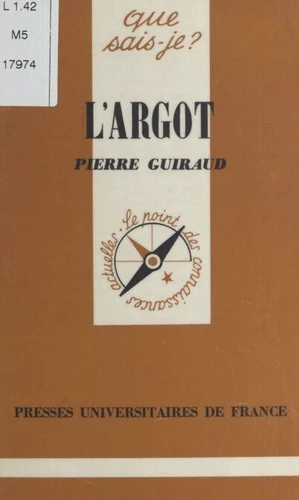 L 1.42
M5
17974
que
sais-je?
L'ARGOT
PIERRE GUIRAUD
Le point des connaissances actuelles.
PRESSES UNIVERSITAIRES DE FRANCE